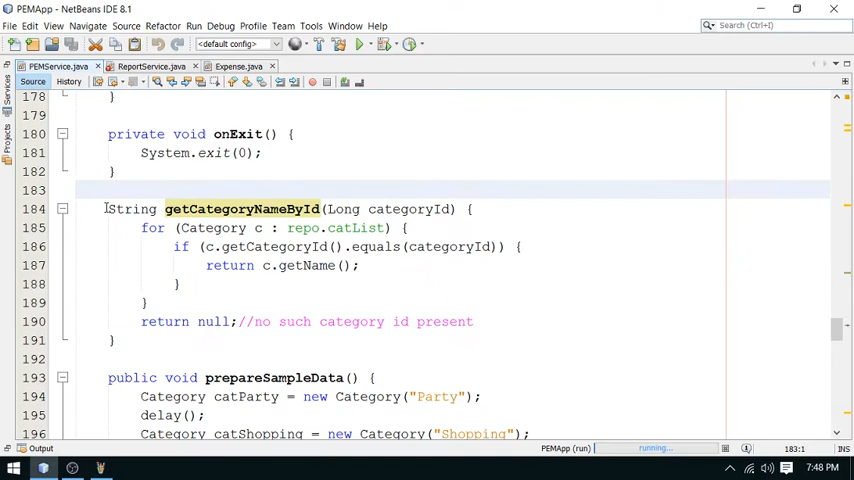 PEMApp - NetBeans IDE 8.1
File Edit View Navigate Source Refactor Run Debug Profile Team Tools Window Help
Search (Ctrl+I)
<default config>
PEMService.java ReportService.java Expense.java
Source History
Services
Projects
178 }
179
180 private void onExit() {
181 System.exit(0);
182 }
183
184 String getCategoryNameById(Long categoryId) {
185 for (Category c : repo.catList) {
186 if (c.getCategoryId().equals(categoryId)) {
187 return c.getName();
188 }
189 }
190 return null;//no such category id present
191 }
192
193 public void prepareSampleData() {
194 Category catParty = new Category("Party");
195 delay();
196 Category catShopping = new Category("Shopping");
Output PEMApp (run) running... 183:1 INS
7:48 PM